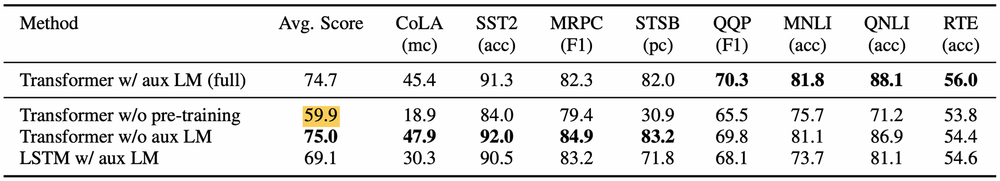 Method Avg. Score CoLA SST2 MRPC STSB QQP MNLI QNLI RTE
(mc) (acc) (F1) (pc) (F1) (acc) (acc) (acc)
Transformer w/ aux LM (full) 74.7 45.4 91.3 82.3 82.0 70.3 81.8 88.1 56.0
Transformer w/o pre-training 59.9 18.9 84.0 79.4 30.9 65.5 75.7 71.2 53.8
Transformer w/o aux LM 75.0 47.9 92.0 84.9 83.2 69.8 81.1 86.9 54.4
LSTM w/ aux LM 69.1 30.3 90.5 83.2 71.8 68.1 73.7 81.1 54.6